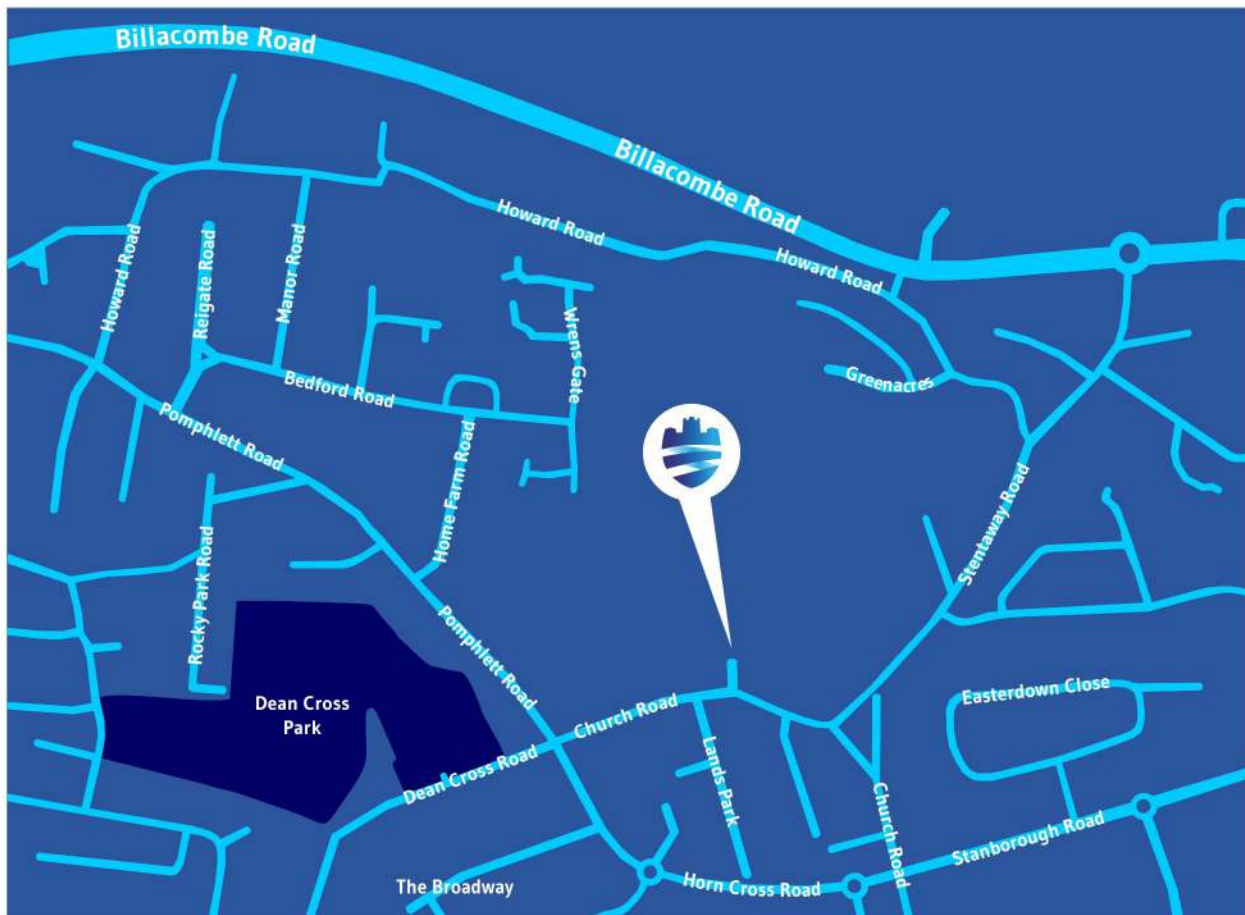 Billacombe Road
Billacombe Road
Howard Road
Howard Road
Howard Road
Reigate Road
Manor Road
Wrens Gate
Bedford Road
Greenacres
Pomphlett Road
Home Farm Road
Stentaway Road
Rocky Park Road
Pomphlett Road
Dean Cross
Park
Church Road
Easterdown Close
Lands Park
Dean Cross Road
Church Road
Stanborough Road
The Broadway
Horn Cross Road